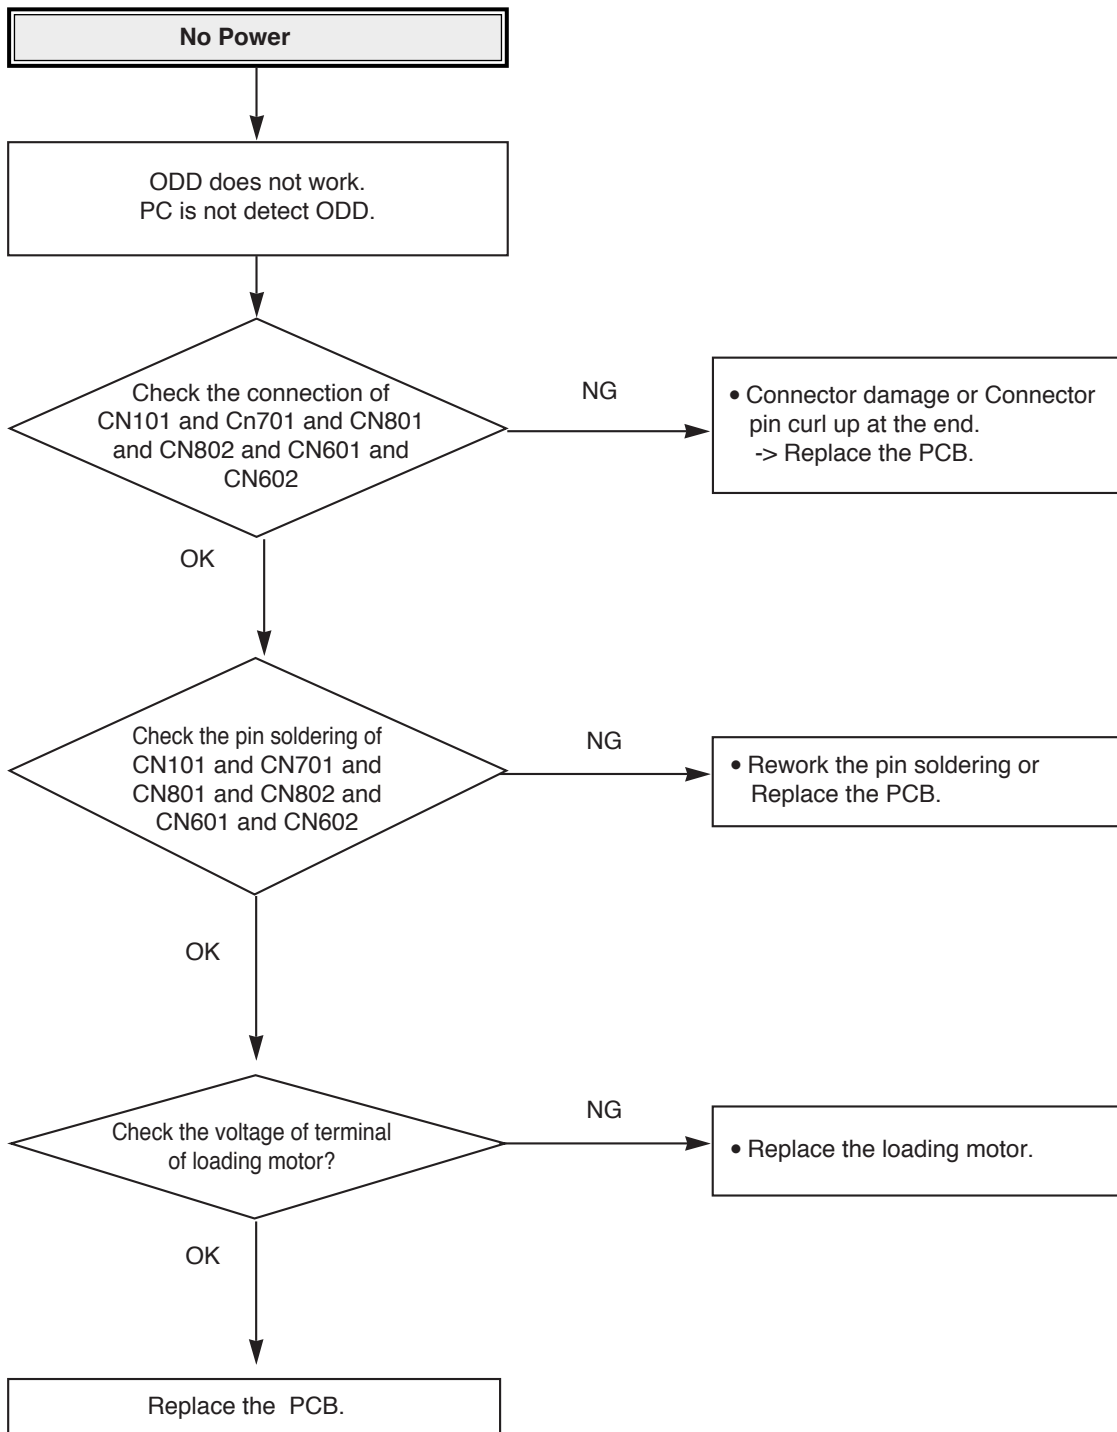 No Power
ODD does not work.
PC is not detect ODD.
Check the connection of
CN101 and Cn701 and CN801
and CN802 and CN601 and
CN602
NG
• Connector damage or Connector
pin curl up at the end.
-> Replace the PCB.
OK
Check the pin soldering of
CN101 and CN701 and
CN801 and CN802 and
CN601 and CN602
NG
• Rework the pin soldering or
Replace the PCB.
OK
Check the voltage of terminal
of loading motor?
NG
• Replace the loading motor.
OK
Replace the PCB.